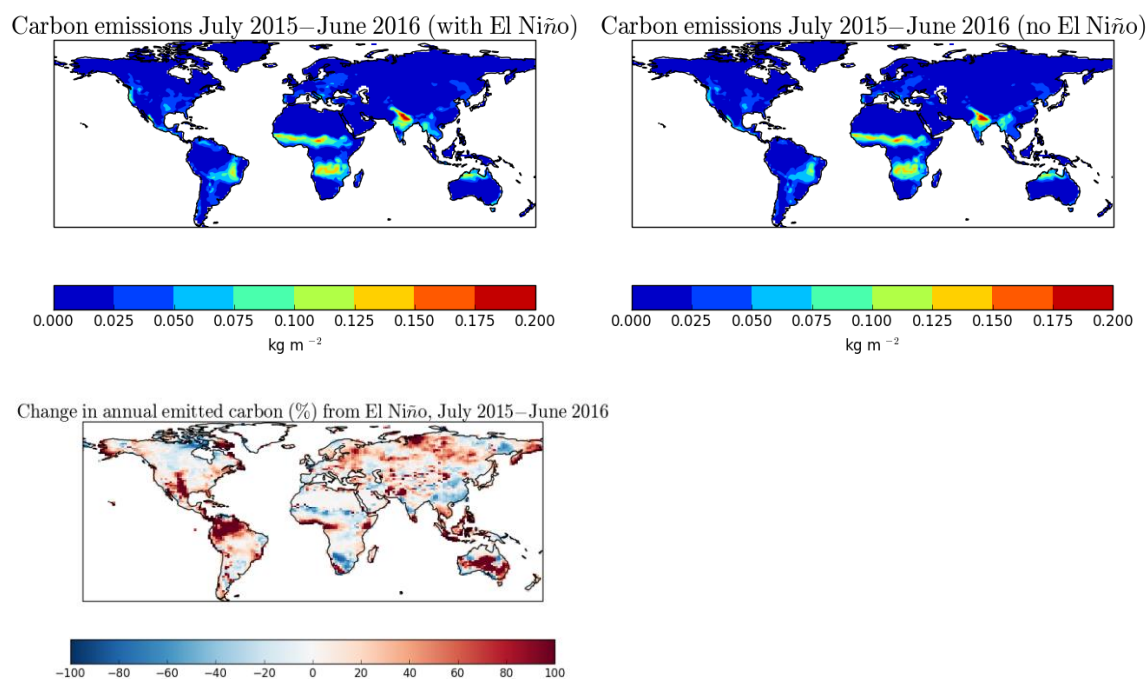 Carbon emissions July 2015−June 2016 (with El Niño)
0.000 0.025 0.050 0.075 0.100 0.125 0.150 0.175 0.200
kg m −2
Carbon emissions July 2015−June 2016 (no El Niño)
0.000 0.025 0.050 0.075 0.100 0.125 0.150 0.175 0.200
kg m −2
Change in annual emitted carbon (%) from El Niño, July 2015−June 2016
−100 −80 −60 −40 −20 0 20 40 60 80 100